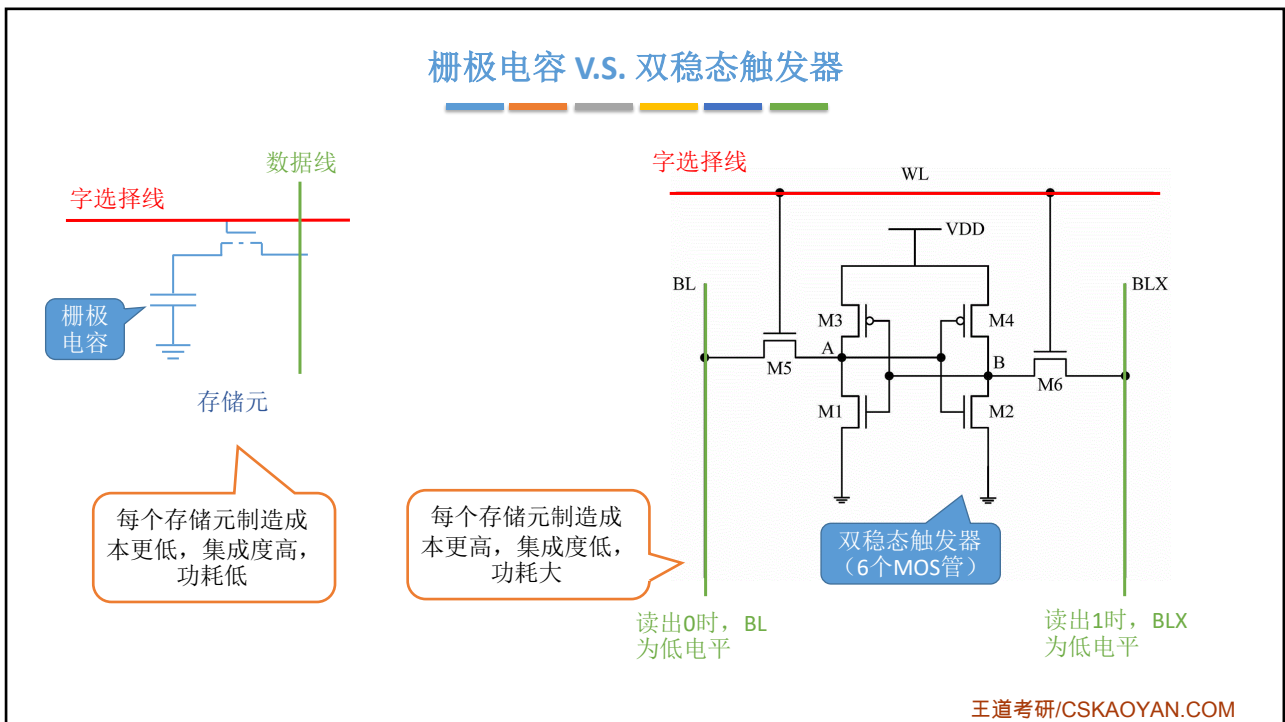 栅极电容 V.S. 双稳态触发器
数据线
字选择线
栅极
电容
存储元
每个存储元制造成
本更低，集成度高，
功耗低
字选择线
WL
VDD
BL
BLX
M3
M4
A
B
M5
M6
M1
M2
每个存储元制造成
本更高，集成度低，
功耗大
双稳态触发器
（6个MOS管）
读出0时，BL
为低电平
读出1时，BLX
为低电平
王道考研/CSKAOYAN.COM